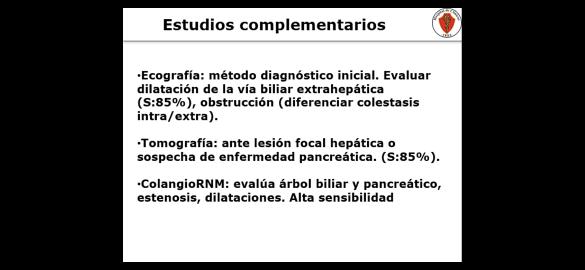 Estudios complementarios
·Ecografía: método diagnóstico inicial. Evaluar
dilatación de la vía biliar extrahepática
(S:85%), obstrucción (diferenciar colestasis
intra/extra).
·Tomografía: ante lesión focal hepática o
sospecha de enfermedad pancreática. (S:85%).
·ColangioRNM: evalúa árbol biliar y pancreático,
estenosis, dilataciones. Alta sensibilidad